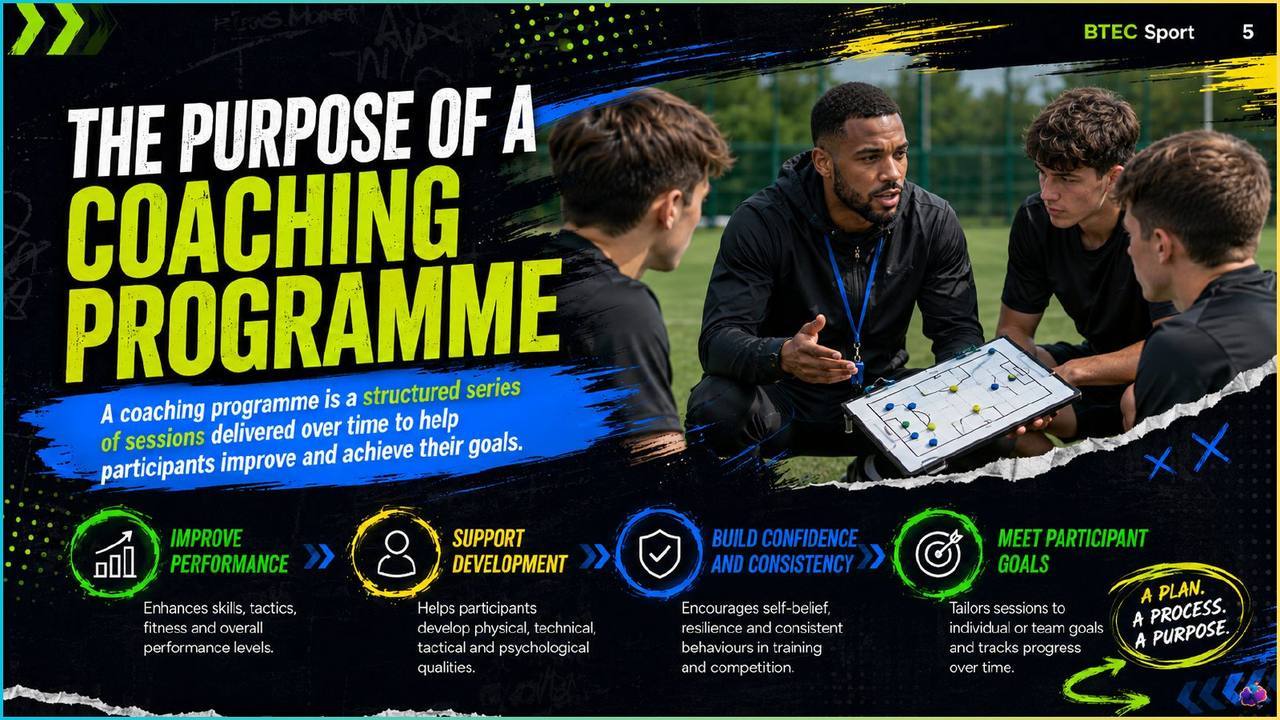 BTEC Sport 5
THE PURPOSE OF A
COACHING
PROGRAMME
A coaching programme is a structured series
of sessions delivered over time to help
participants improve and achieve their goals.
IMPROVE
PERFORMANCE
Enhances skills, tactics,
fitness and overall
performance levels.
SUPPORT
DEVELOPMENT
Helps participants
develop physical, technical,
tactical and psychological
qualities.
BUILD CONFIDENCE
AND CONSISTENCY
Encourages self-belief,
resilience and consistent
behaviours in training
and competition.
MEET PARTICIPANT
GOALS
Tailors sessions to
individual or team goals
and tracks progress
over time.
A PLAN.
A PROCESS.
A PURPOSE.